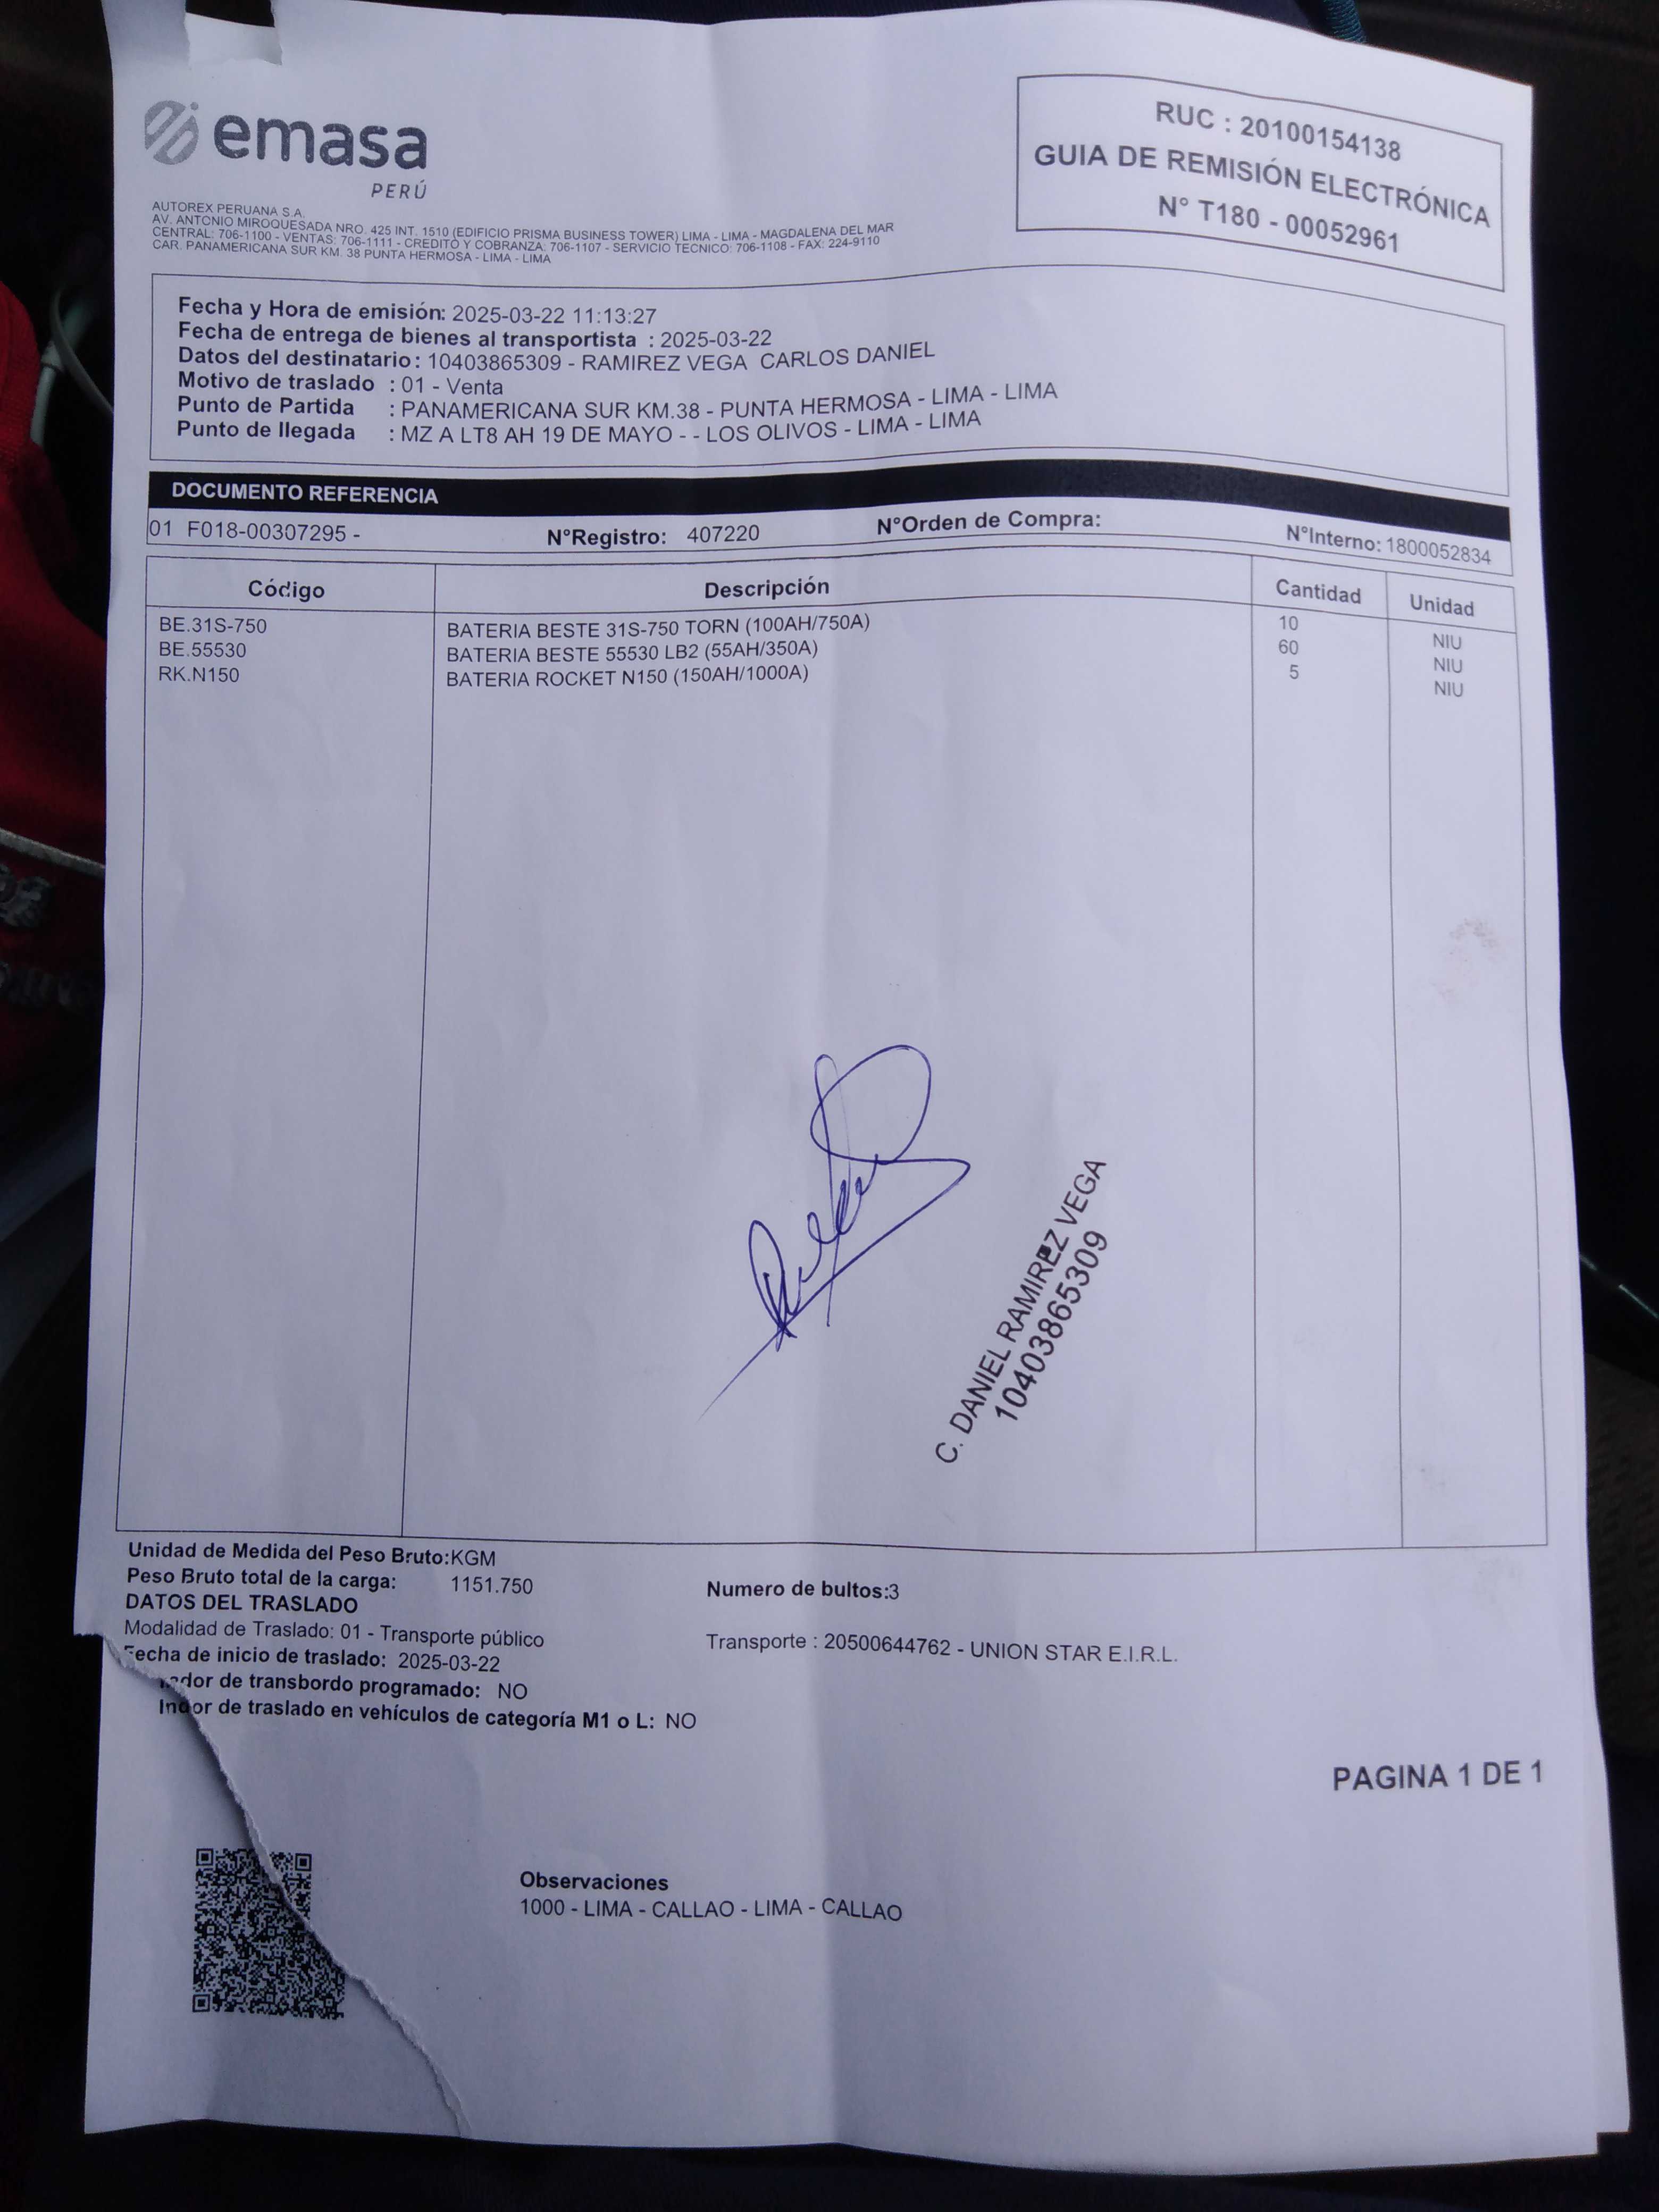 emasa
PERÚ
RUC : 20100154138
GUIA DE REMISIÓN ELECTRÓNICA
N° T180 - 00052961
AUTOREX PERUANA S.A.
AV. ANTONIO MIROQUESADA NRO. 425 INT. 1510 (EDIFICIO PRISMA BUSINESS TOWER) LIMA - LIMA - MAGDALENA DEL MAR
CENTRAL: 706-1100 - VENTAS: 706-1111 - CREDITO Y COBRANZA: 706-1107 - SERVICIO TECNICO: 706-1108 - FAX: 224-9110
CAR. PANAMERICANA SUR KM. 38 PUNTA HERMOSA - LIMA - LIMA
Fecha y Hora de emisión: 2025-03-22 11:13:27
Fecha de entrega de bienes al transportista : 2025-03-22
Datos del destinatario: 10403865309 - RAMIREZ VEGA CARLOS DANIEL
Motivo de traslado : 01 - Venta
Punto de Partida : PANAMERICANA SUR KM.38 - PUNTA HERMOSA - LIMA - LIMA
Punto de llegada : MZ A LT8 AH 19 DE MAYO - - LOS OLIVOS - LIMA - LIMA
DOCUMENTO REFERENCIA
01 F018-00307295 - N°Registro: 407220 N°Orden de Compra: N°Interno: 1800052834
Código Descripción Cantidad Unidad
BE.31S-750 BATERIA BESTE 31S-750 TORN (100AH/750A) 10 NIU
BE.55530 BATERIA BESTE 55530 LB2 (55AH/350A) 60 NIU
RK.N150 BATERIA ROCKET N150 (150AH/1000A) 5 NIU
C. DANIEL RAMIREZ VEGA
10403865309
Unidad de Medida del Peso Bruto:KGM
Peso Bruto total de la carga: 1151.750 Numero de bultos:3
DATOS DEL TRASLADO
Modalidad de Traslado: 01 - Transporte público Transporte : 20500644762 - UNION STAR E.I.R.L.
Fecha de inicio de traslado: 2025-03-22
dor de transbordo programado: NO
Indor de traslado en vehículos de categoría M1 o L: NO
PAGINA 1 DE 1
Observaciones
1000 - LIMA - CALLAO - LIMA - CALLAO